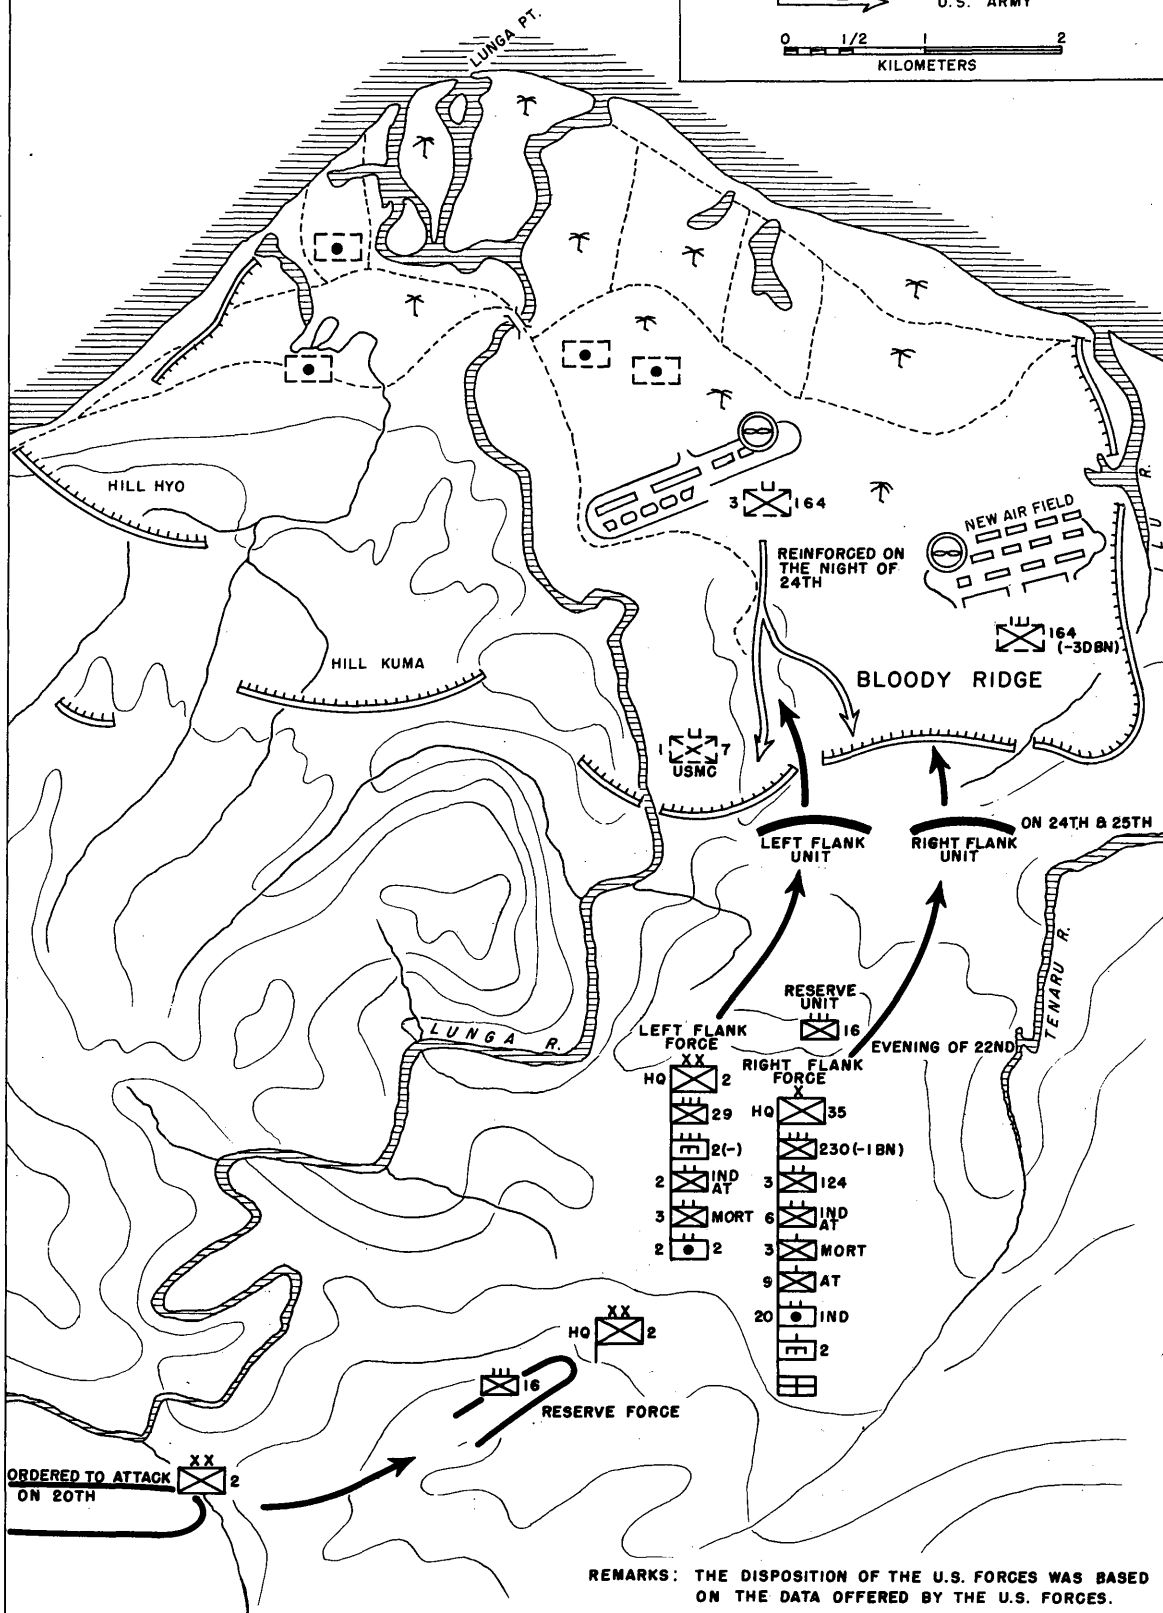 U.S. ARMY
0 1/2 1 2
KILOMETERS
LUNGA PT.
HILL HYO
3 164
NEW AIR FIELD
REINFORCED ON
THE NIGHT OF
24TH
164
(-3DBN)
HILL KUMA
BLOODY RIDGE
1 7
USMC
R.
ON 24TH & 25TH
LEFT FLANK
UNIT
RIGHT FLANK
UNIT
TENARU R.
RESERVE
UNIT
16
LUNGA R.
LEFT FLANK
FORCE
XX
HQ 2
29
2(-)
2 IND
AT
3 MORT
2 2
EVENING OF 22ND
RIGHT FLANK
FORCE
X
HQ 35
230(-1BN)
3 124
6 IND
AT
3 MORT
9 AT
20 IND
2
XX
HQ 2
16
RESERVE FORCE
XX
2
ORDERED TO ATTACK
ON 20TH
REMARKS: THE DISPOSITION OF THE U.S. FORCES WAS BASED
ON THE DATA OFFERED BY THE U.S. FORCES.